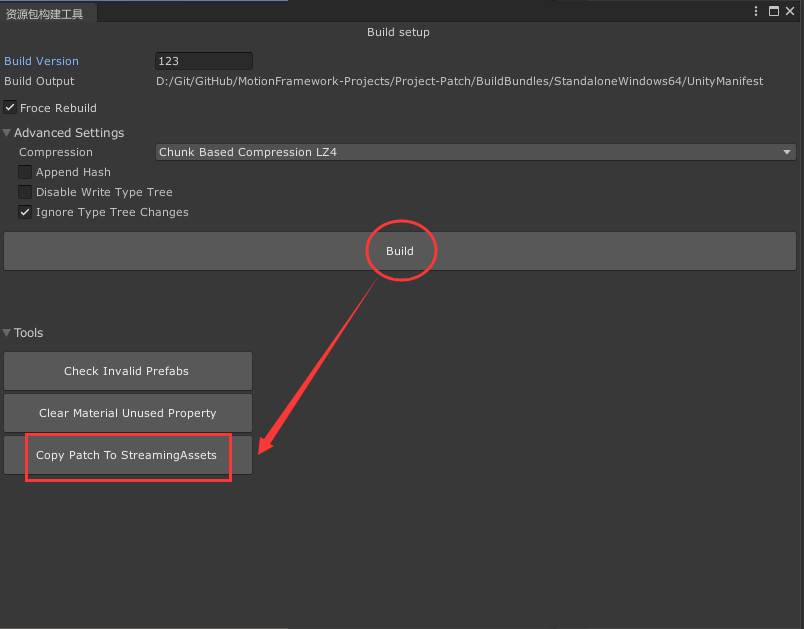 资源包构建工具
Build setup
Build Version 123
Build Output D:/Git/GitHub/MotionFramework-Projects/Project-Patch/BuildBundles/StandaloneWindows64/UnityManifest
Froce Rebuild
Advanced Settings
Compression Chunk Based Compression LZ4
Append Hash
Disable Write Type Tree
Ignore Type Tree Changes
Build
Tools
Check Invalid Prefabs
Clear Material Unused Property
Copy Patch To StreamingAssets